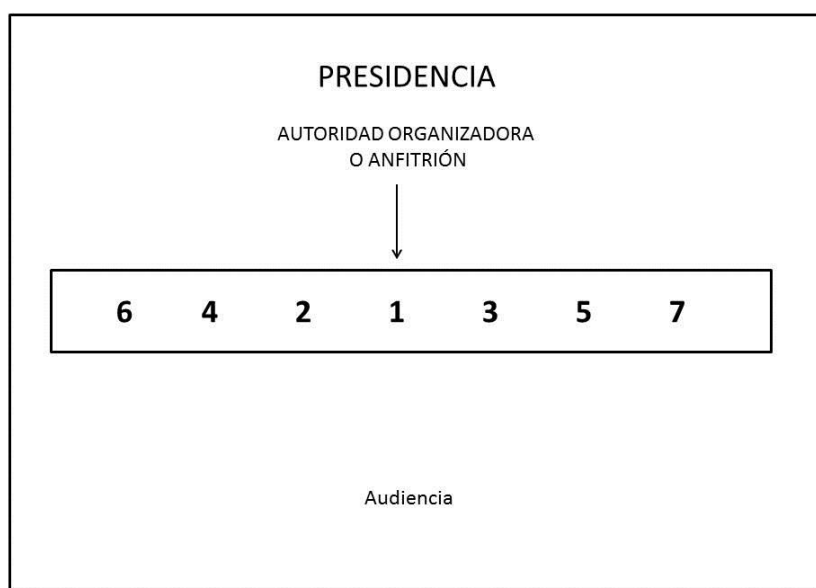 PRESIDENCIA
AUTORIDAD ORGANIZADORA
O ANFITRIÓN
6 4 2 1 3 5 7
Audiencia